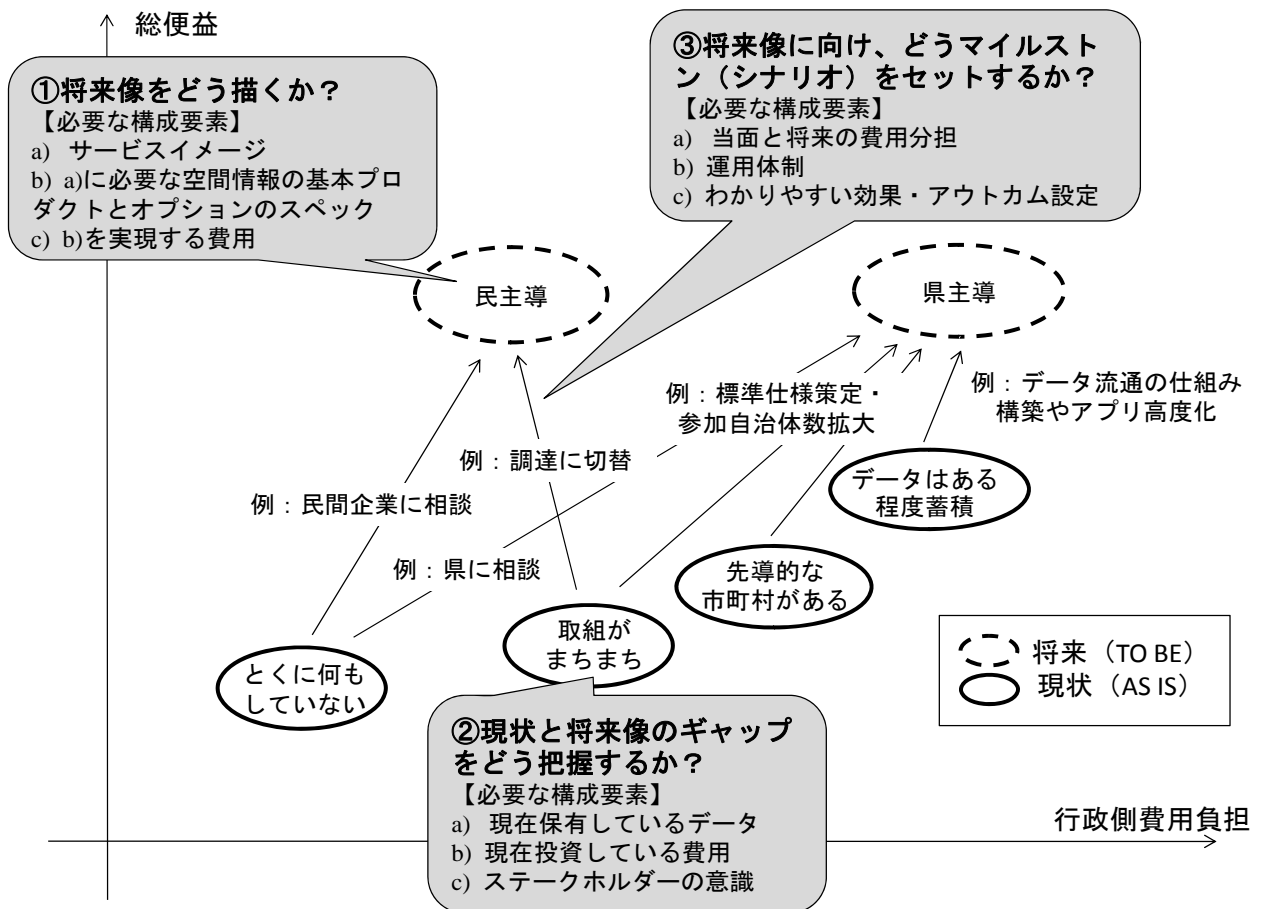 総便益
①将来像をどう描くか？
【必要な構成要素】
a) サービスイメージ
b) a)に必要な空間情報の基本プロ
ダクトとオプションのスペック
c) b)を実現する費用
③将来像に向け、どうマイルスト
ン（シナリオ）をセットするか？
【必要な構成要素】
a) 当面と将来の費用分担
b) 運用体制
c) わかりやすい効果・アウトカム設定
民主導
県主導
例：標準仕様策定・
参加自治体数拡大
例：データ流通の仕組み
構築やアプリ高度化
例：調達に切替
例：民間企業に相談
例：県に相談
データはある
程度蓄積
先導的な
市町村がある
取組が
まちまち
とくに何も
していない
将来（TO BE）
現状（AS IS）
②現状と将来像のギャップ
をどう把握するか？
【必要な構成要素】
a) 現在保有しているデータ
b) 現在投資している費用
c) ステークホルダーの意識
行政側費用負担